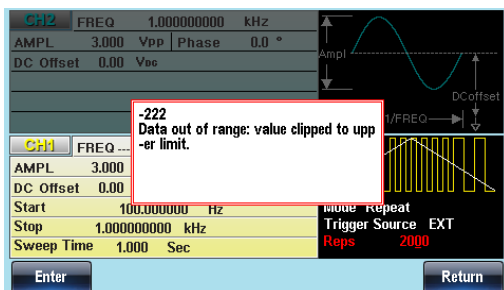 CH2 FREQ 1.000000000 kHz
AMPL 3.000 VPP Phase 0.0 °
DC Offset 0.00 VDC
Ampl
DCoffset
1/FREQ
-222
Data out of range: value clipped to upp
-er limit.
CH1 FREQ --
AMPL 3.000
DC Offset 0.00
Start 100.000000 Hz
Stop 1.000000000 kHz
Sweep Time 1.000 Sec
Mode Repeat
Trigger Source EXT
Reps 2000
Enter
Return